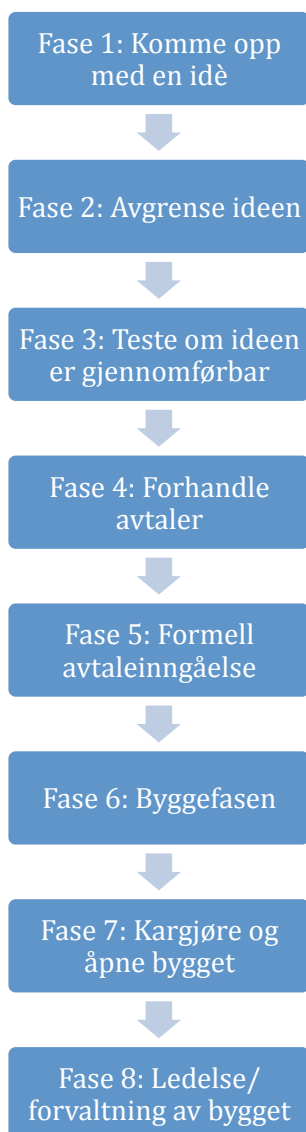 Fase 1: Komme opp
med en idè
Fase 2: Avgrense ideen
Fase 3: Teste om ideen
er gjennomførbar
Fase 4: Forhandle
avtaler
Fase 5: Formell
avtaleinngåelse
Fase 6: Byggefasen
Fase 7: Kargjøre og
åpne bygget
Fase 8: Ledelse/
forvaltning av bygget